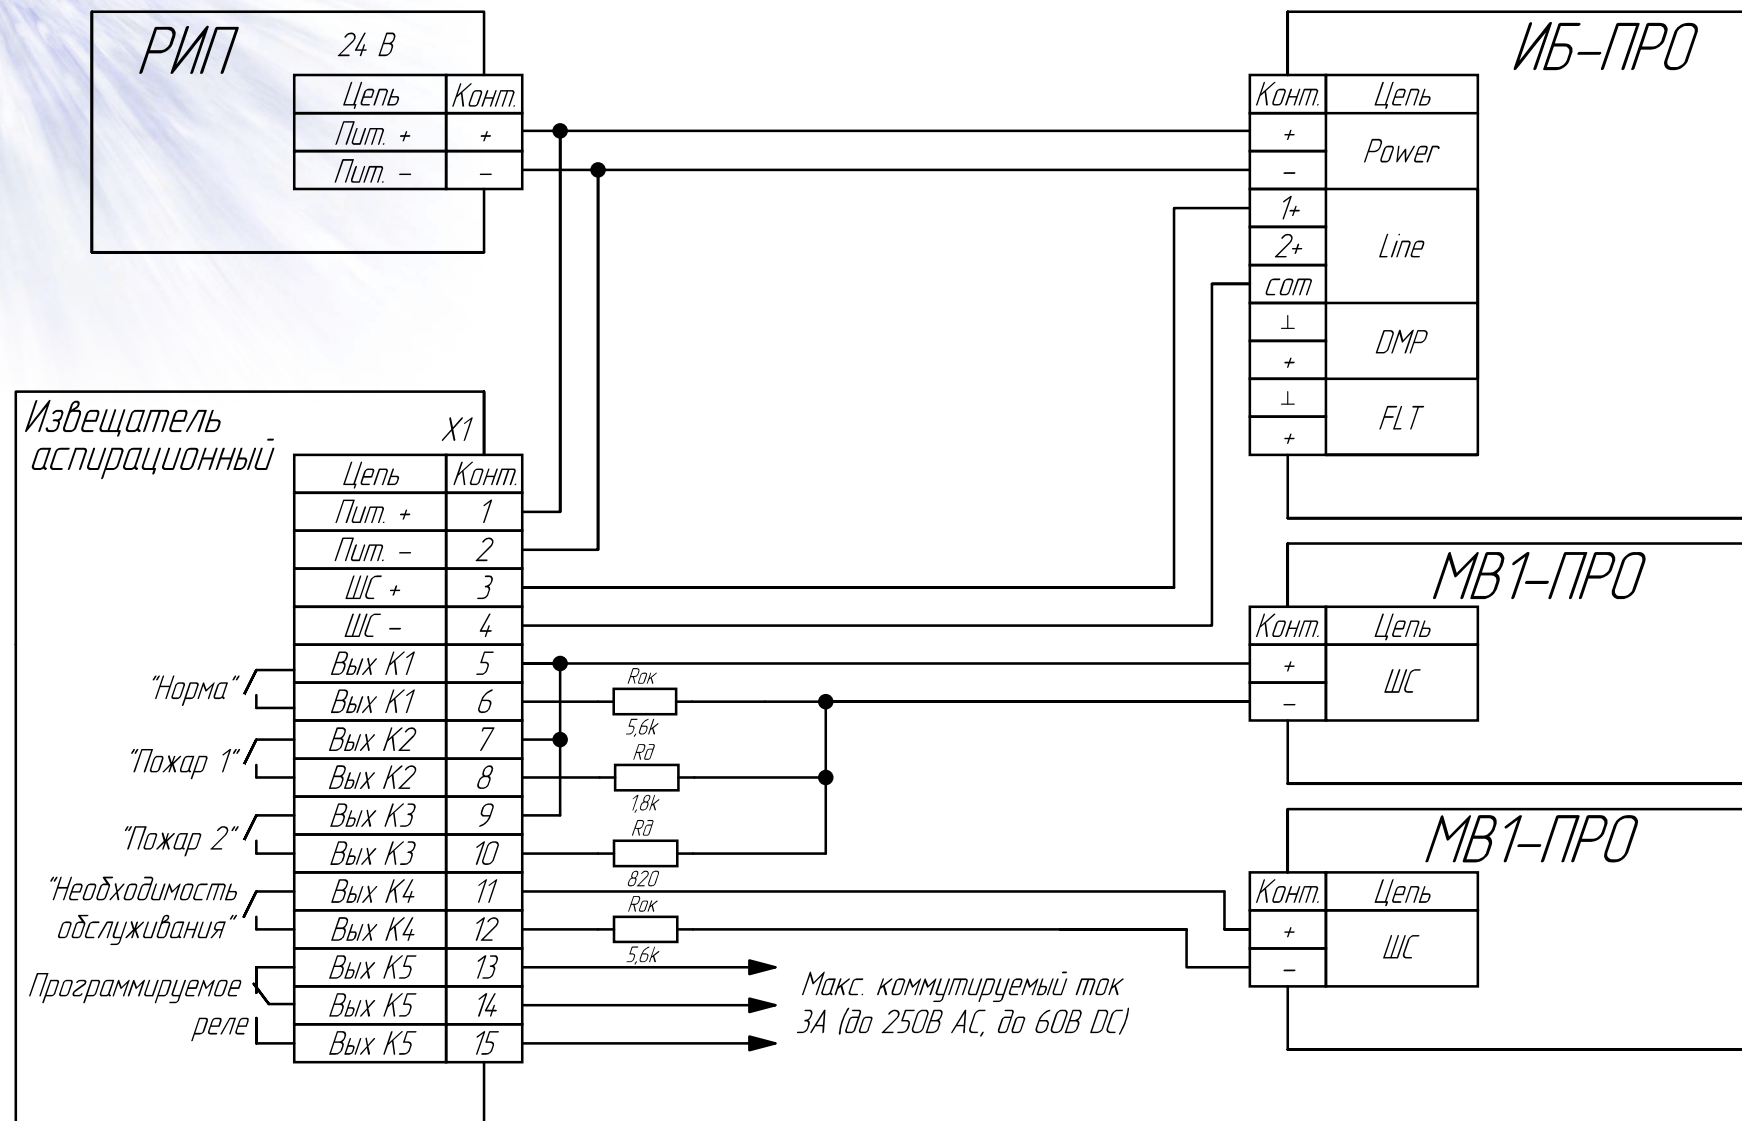 РИП
24 В
Цепь Конт.
Пит. + +
Пит. - -
ИБ-ПРО
Конт. Цепь
+ Power
-
1+ Line
2+
com
⊥ DMP
+
⊥ FLT
+
Извещатель
аспирационный
X1
Цепь Конт.
Пит. + 1
Пит. - 2
ШС + 3
ШС - 4
Вых К1 5
Вых К1 6
Вых К2 7
Вых К2 8
Вых К3 9
Вых К3 10
Вых К4 11
Вых К4 12
Вых К5 13
Вых К5 14
Вых К5 15
"Норма"
"Пожар 1"
"Пожар 2"
"Необходимость
обслуживания"
Программируемое
реле
Rок
5,6k
Rд
1,8k
Rд
820
Rок
5,6k
Макс. коммутируемый ток
3А (до 250В АС, до 60В DC)
МВ1-ПРО
Конт. Цепь
+ ШС
-
МВ1-ПРО
Конт. Цепь
+ ШС
-